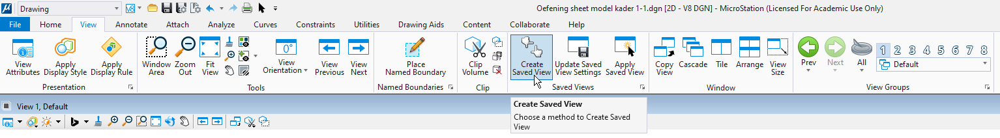 Drawing
Oefening sheet model kader 1-1.dgn [2D - V8 DGN] - MicroStation (Licensed For Academic Use Only)
File Home View Annotate Attach Analyze Curves Constraints Utilities Drawing Aids Content Collaborate Help
View Attributes
Apply Display Style
Apply Display Rule
Presentation
Window Area
Zoom Out
Fit View
0°
View Orientation
View Previous
View Next
Tools
Place Named Boundary
Named Boundaries
Clip Volume
Clip
Create Saved View
Update Saved View Settings
Apply Saved View
Saved Views
Copy View
Cascade
Tile
Arrange
View Size
Window
Prev
Next
All
1 2 3 4 5 6 7 8
Default
View Groups
View 1, Default
Create Saved View
Choose a method to Create Saved
View